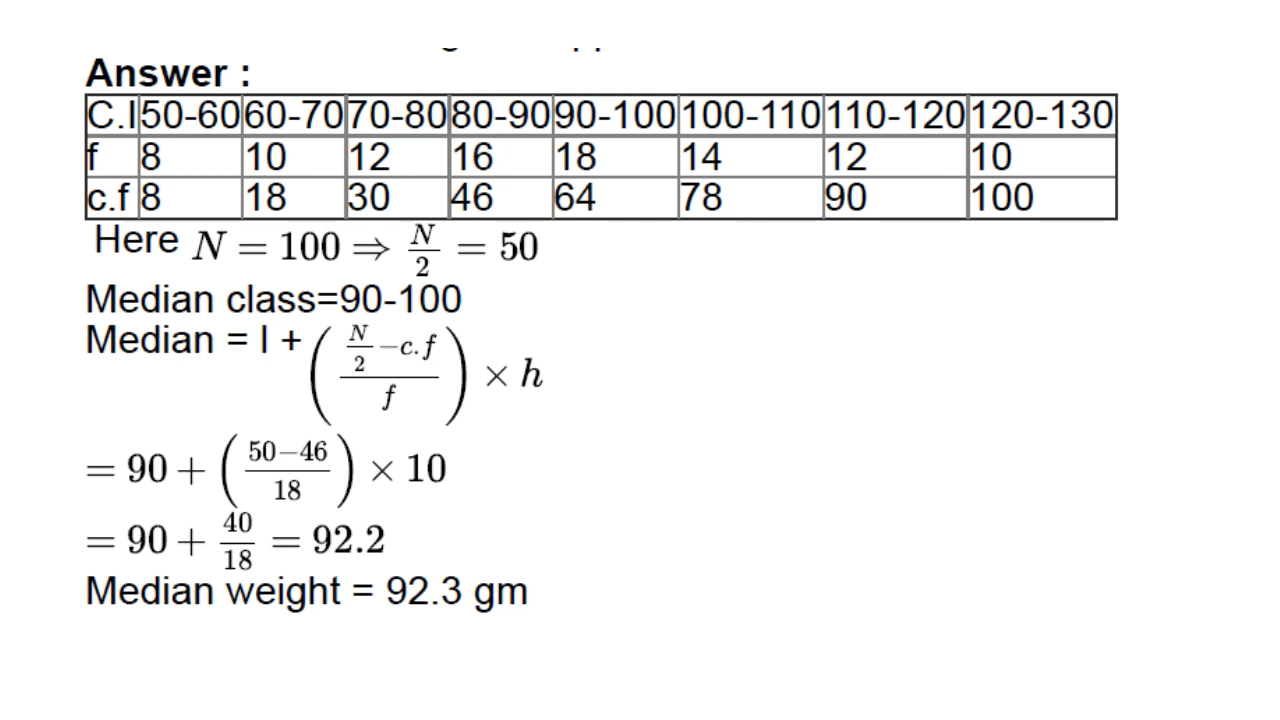 Answer :
C.I 50-60 60-70 70-80 80-90 90-100 100-110 110-120 120-130
f 8 10 12 16 18 14 12 10
c.f 8 18 30 46 64 78 90 100
Here N = 100 ⇒ N/2 = 50
Median class=90-100
Median = l + ((N/2 − c.f)/f) × h
= 90 + ((50−46)/18) × 10
= 90 + 40/18 = 92.2
Median weight = 92.3 gm